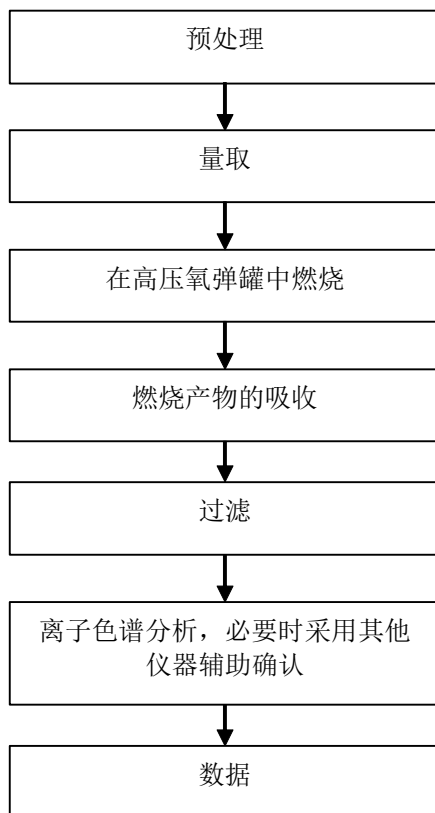 预处理
量取
在高压氧弹罐中燃烧
燃烧产物的吸收
过滤
离子色谱分析，必要时采用其他
仪器辅助确认
数据